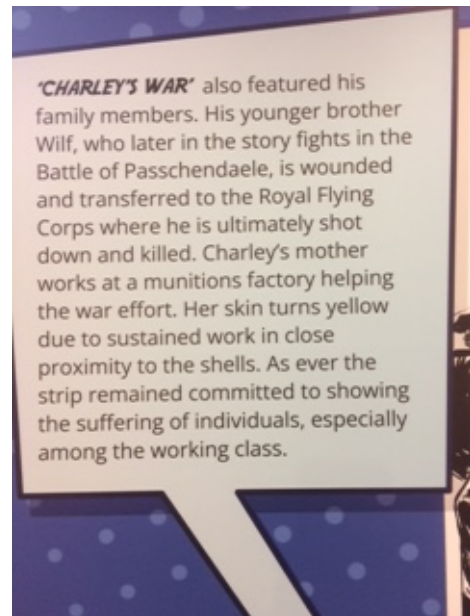 'CHARLEY'S WAR' also featured his
family members. His younger brother
Wilf, who later in the story fights in the
Battle of Passchendaele, is wounded
and transferred to the Royal Flying
Corps where he is ultimately shot
down and killed. Charley's mother
works at a munitions factory helping
the war effort. Her skin turns yellow
due to sustained work in close
proximity to the shells. As ever the
strip remained committed to showing
the suffering of individuals, especially
among the working class.